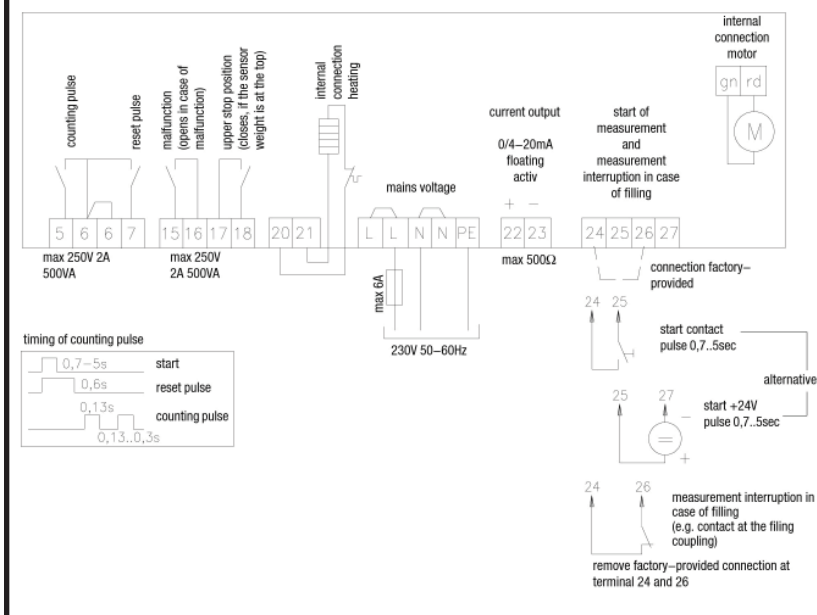 internal
connection
motor
gn rd
M
counting pulse
reset pulse
malfunction
(opens in case of
malfunction)
upper stop position
(closes, if the sensor
weight is at the top)
internal
connection
heating
mains voltage
current output
0/4–20mA
floating
activ
+ –
start of
measurement
and
measurement
interruption in case
of filling
5 6 6 7
15 16 17 18
20 21
L L N N PE
22 23
24 25 26 27
max 250V 2A
500VA
max 250V
2A 500VA
max 6A
230V 50–60Hz
max 500Ω
connection factory–
provided
24 25
start contact
pulse 0,7..5sec
alternative
25 27
start +24V
pulse 0,7..5sec
–
+
24 26
measurement interruption in
case of filling
(e.g. contact at the filing
coupling)
remove factory–provided connection at
terminal 24 and 26
timing of counting pulse
0,7–5s start
0,6s reset pulse
0,13s
counting pulse
0,13..0,3s